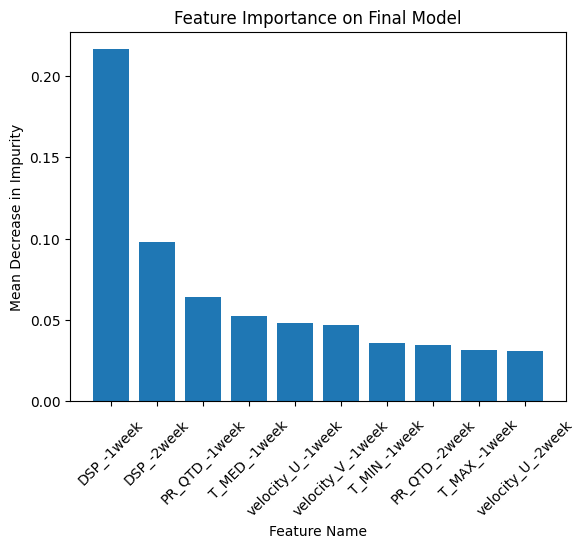 Feature Importance on Final Model
Mean Decrease in Impurity
0.20
0.15
0.10
0.05
0.00
DSP_-1week
DSP_-2week
PR_QTD_-1week
T_MED_-1week
velocity_U_-1week
velocity_V_-1week
T_MIN_-1week
PR_QTD_-2week
T_MAX_-1week
velocity_U_-2week
Feature Name